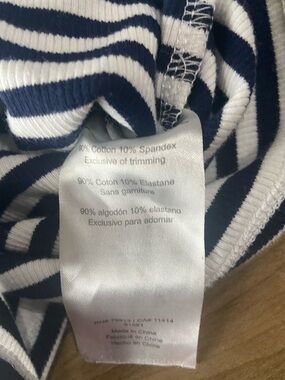 90% Cotton 10% Spandex
Exclusive of trimming
90% Coton 10% Elastane
Sans garniture
90% algodón 10% elastano
Exclusivo para adornar
Made in China
Fabriqué en Chine
Hecho en China